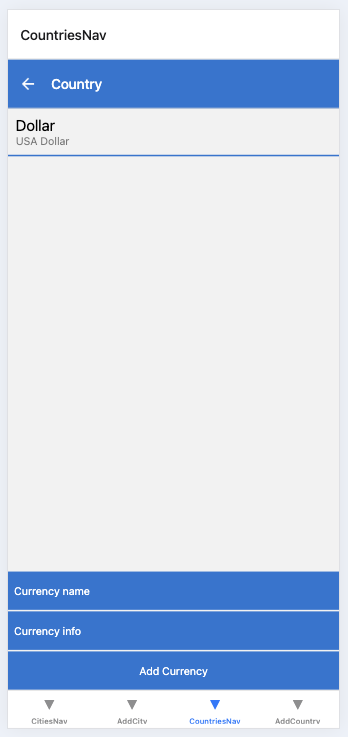 CountriesNav
Country
Dollar
USA Dollar
Currency name
Currency info
Add Currency
CitiesNav
AddCity
CountriesNav
AddCountry